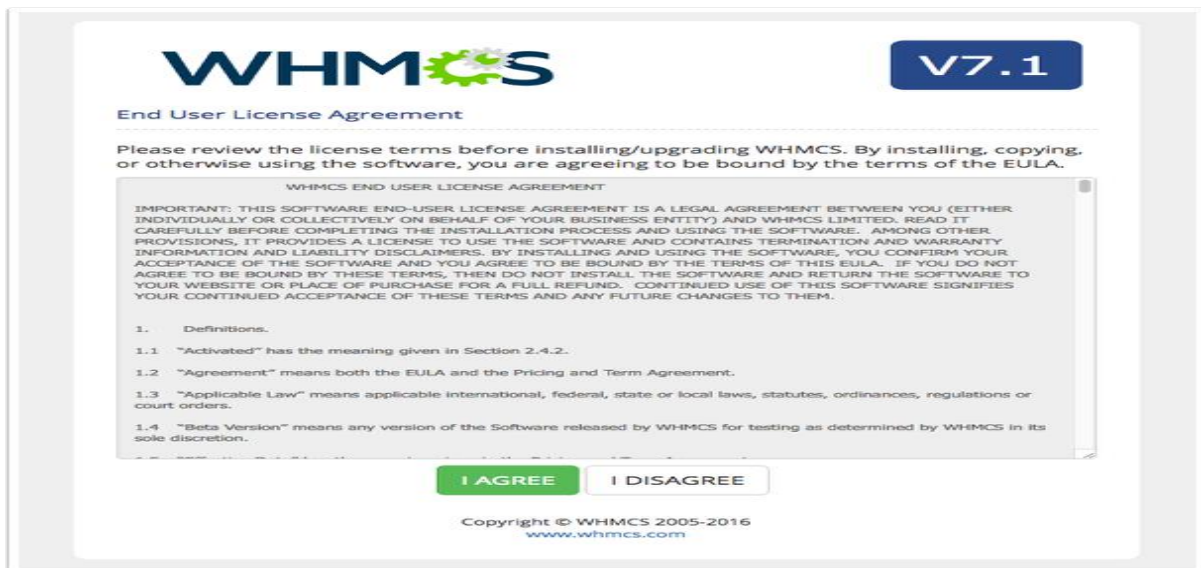 WHMCS
V7.1
End User License Agreement
Please review the license terms before installing/upgrading WHMCS. By installing, copying,
or otherwise using the software, you are agreeing to be bound by the terms of the EULA.
WHMCS END USER LICENSE AGREEMENT
IMPORTANT: THIS SOFTWARE END-USER LICENSE AGREEMENT IS A LEGAL AGREEMENT BETWEEN YOU (EITHER
INDIVIDUALLY OR COLLECTIVELY ON BEHALF OF YOUR BUSINESS ENTITY) AND WHMCS LIMITED. READ IT
CAREFULLY BEFORE COMPLETING THE INSTALLATION PROCESS AND USING THE SOFTWARE. AMONG OTHER
PROVISIONS, IT PROVIDES A LICENSE TO USE THE SOFTWARE AND CONTAINS TERMINATION AND WARRANTY
INFORMATION AND LIABILITY DISCLAIMERS. BY INSTALLING AND USING THE SOFTWARE, YOU CONFIRM YOUR
ACCEPTANCE OF THE SOFTWARE AND YOU AGREE TO BE BOUND BY THE TERMS OF THIS EULA. IF YOU DO NOT
AGREE TO BE BOUND BY THESE TERMS, THEN DO NOT INSTALL THE SOFTWARE AND RETURN THE SOFTWARE TO
YOUR WEBSITE OR PLACE OF PURCHASE FOR A FULL REFUND. CONTINUED USE OF THIS SOFTWARE SIGNIFIES
YOUR CONTINUED ACCEPTANCE OF THESE TERMS AND ANY FUTURE CHANGES TO THEM.
1. Definitions.
1.1 "Activated" has the meaning given in Section 2.4.2.
1.2 "Agreement" means both the EULA and the Pricing and Term Agreement.
1.3 "Applicable Law" means applicable international, federal, state or local laws, statutes, ordinances, regulations or
court orders.
1.4 "Beta Version" means any version of the Software released by WHMCS for testing as determined by WHMCS in its
sole discretion.
I AGREE
I DISAGREE
Copyright © WHMCS 2005-2016
www.whmcs.com